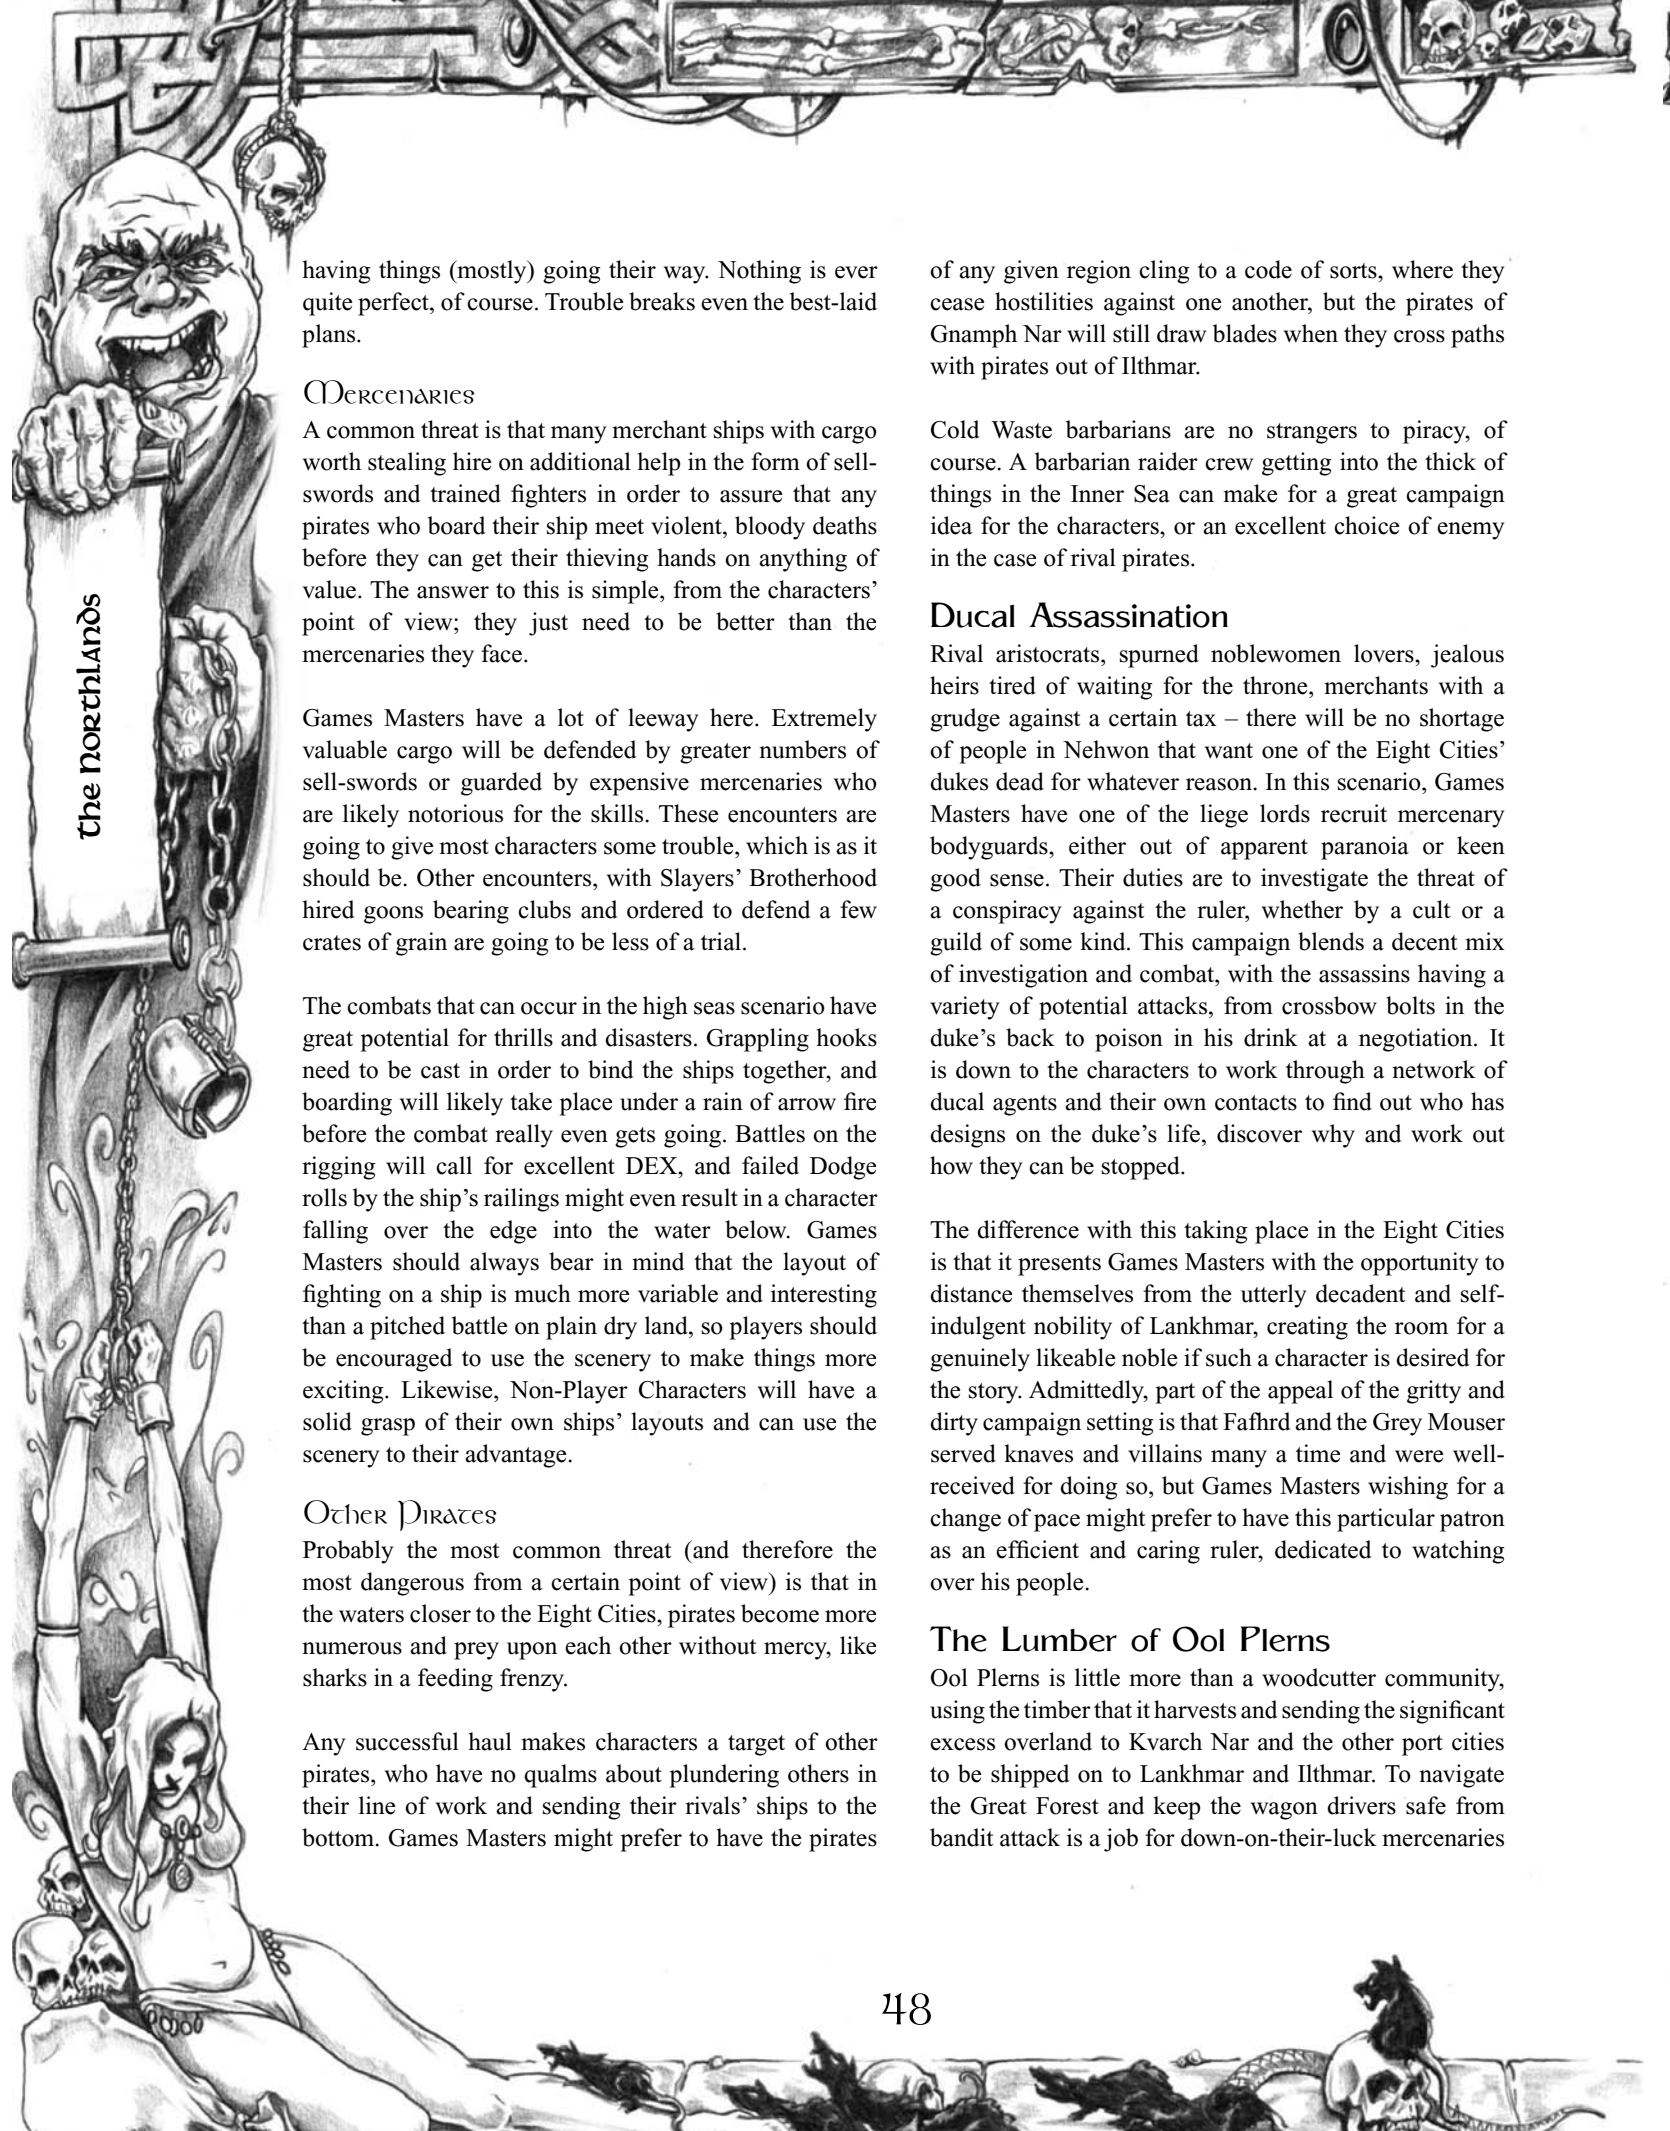 the northlands
having things (mostly) going their way. Nothing is ever
quite perfect, of course. Trouble breaks even the best-laid
plans.
Mercenaries
A common threat is that many merchant ships with cargo
worth stealing hire on additional help in the form of sell-
swords and trained fighters in order to assure that any
pirates who board their ship meet violent, bloody deaths
before they can get their thieving hands on anything of
value. The answer to this is simple, from the characters’
point of view; they just need to be better than the
mercenaries they face.
Games Masters have a lot of leeway here. Extremely
valuable cargo will be defended by greater numbers of
sell-swords or guarded by expensive mercenaries who
are likely notorious for the skills. These encounters are
going to give most characters some trouble, which is as it
should be. Other encounters, with Slayers’ Brotherhood
hired goons bearing clubs and ordered to defend a few
crates of grain are going to be less of a trial.
The combats that can occur in the high seas scenario have
great potential for thrills and disasters. Grappling hooks
need to be cast in order to bind the ships together, and
boarding will likely take place under a rain of arrow fire
before the combat really even gets going. Battles on the
rigging will call for excellent DEX, and failed Dodge
rolls by the ship’s railings might even result in a character
falling over the edge into the water below. Games
Masters should always bear in mind that the layout of
fighting on a ship is much more variable and interesting
than a pitched battle on plain dry land, so players should
be encouraged to use the scenery to make things more
exciting. Likewise, Non-Player Characters will have a
solid grasp of their own ships’ layouts and can use the
scenery to their advantage.
Other Pirates
Probably the most common threat (and therefore the
most dangerous from a certain point of view) is that in
the waters closer to the Eight Cities, pirates become more
numerous and prey upon each other without mercy, like
sharks in a feeding frenzy.
Any successful haul makes characters a target of other
pirates, who have no qualms about plundering others in
their line of work and sending their rivals’ ships to the
bottom. Games Masters might prefer to have the pirates
of any given region cling to a code of sorts, where they
cease hostilities against one another, but the pirates of
Gnamph Nar will still draw blades when they cross paths
with pirates out of Ilthmar.
Cold Waste barbarians are no strangers to piracy, of
course. A barbarian raider crew getting into the thick of
things in the Inner Sea can make for a great campaign
idea for the characters, or an excellent choice of enemy
in the case of rival pirates.
Ducal Assassination
Rival aristocrats, spurned noblewomen lovers, jealous
heirs tired of waiting for the throne, merchants with a
grudge against a certain tax – there will be no shortage
of people in Nehwon that want one of the Eight Cities’
dukes dead for whatever reason. In this scenario, Games
Masters have one of the liege lords recruit mercenary
bodyguards, either out of apparent paranoia or keen
good sense. Their duties are to investigate the threat of
a conspiracy against the ruler, whether by a cult or a
guild of some kind. This campaign blends a decent mix
of investigation and combat, with the assassins having a
variety of potential attacks, from crossbow bolts in the
duke’s back to poison in his drink at a negotiation. It
is down to the characters to work through a network of
ducal agents and their own contacts to find out who has
designs on the duke’s life, discover why and work out
how they can be stopped.
The difference with this taking place in the Eight Cities
is that it presents Games Masters with the opportunity to
distance themselves from the utterly decadent and self-
indulgent nobility of Lankhmar, creating the room for a
genuinely likeable noble if such a character is desired for
the story. Admittedly, part of the appeal of the gritty and
dirty campaign setting is that Fafhrd and the Grey Mouser
served knaves and villains many a time and were well-
received for doing so, but Games Masters wishing for a
change of pace might prefer to have this particular patron
as an efficient and caring ruler, dedicated to watching
over his people.
The Lumber of Ool Plerns
Ool Plerns is little more than a woodcutter community,
using the timber that it harvests and sending the significant
excess overland to Kvarch Nar and the other port cities
to be shipped on to Lankhmar and Ilthmar. To navigate
the Great Forest and keep the wagon drivers safe from
bandit attack is a job for down-on-their-luck mercenaries
48